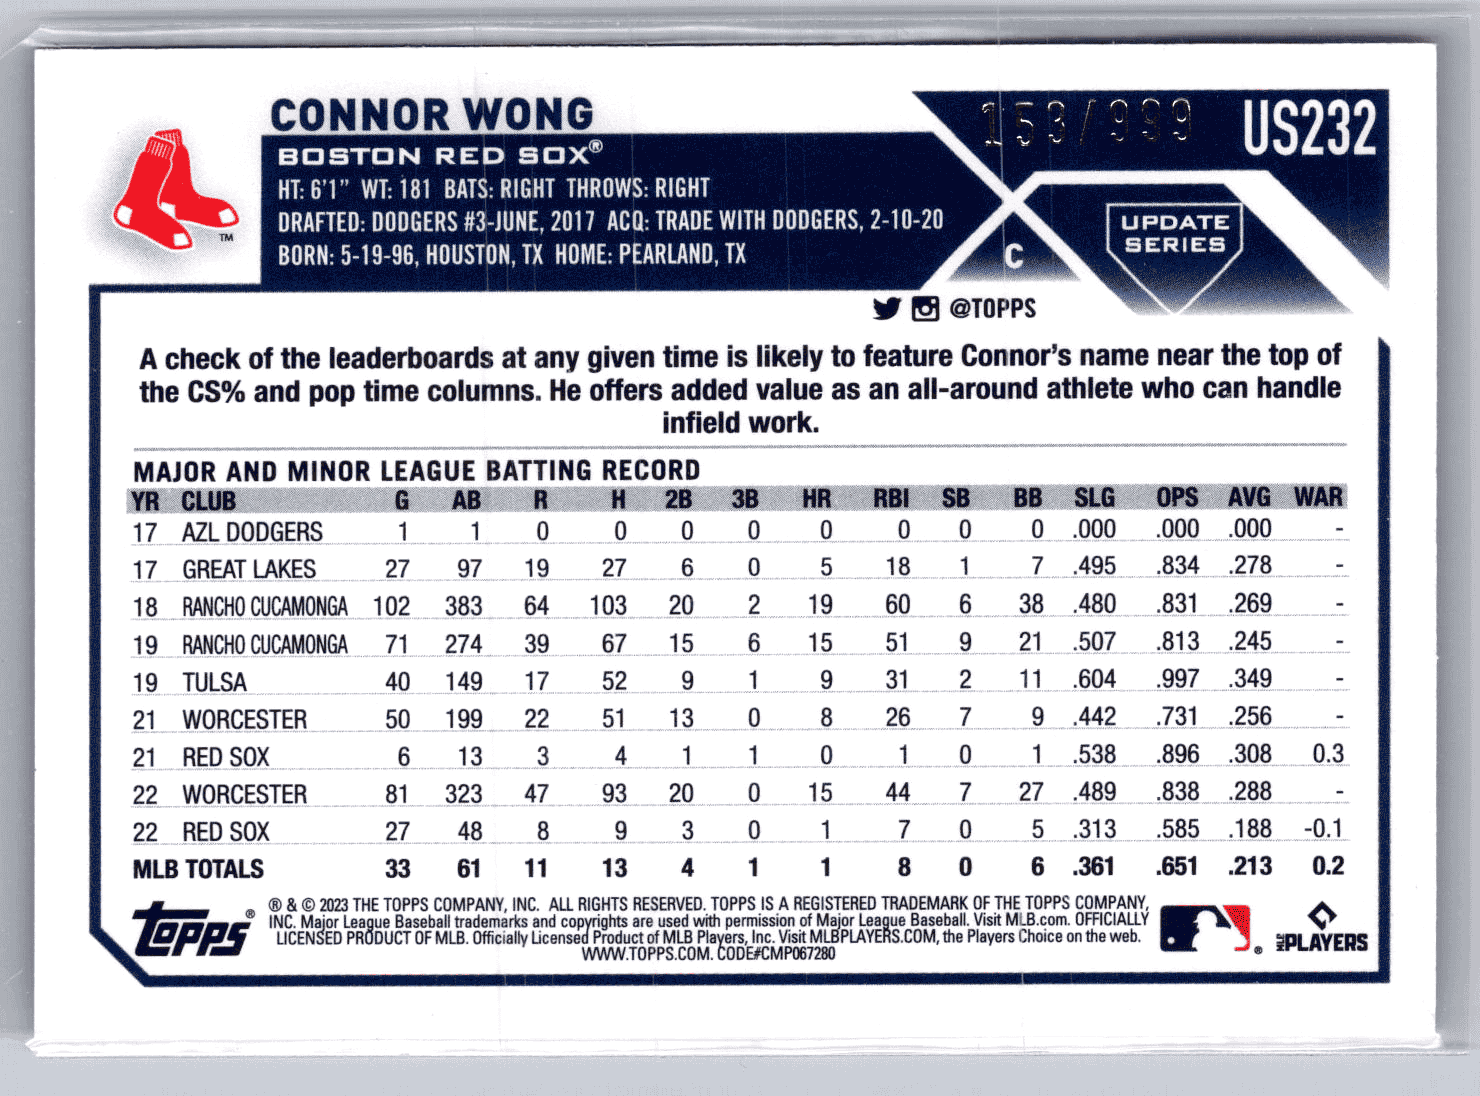 CONNOR WONG
BOSTON RED SOX®
HT: 6'1" WT: 181 BATS: RIGHT THROWS: RIGHT
DRAFTED: DODGERS #3-JUNE, 2017 ACQ: TRADE WITH DODGERS, 2-10-20
BORN: 5-19-96, HOUSTON, TX HOME: PEARLAND, TX
153/999
US232
C
UPDATE
SERIES
TM
@TOPPS
A check of the leaderboards at any given time is likely to feature Connor's name near the top of
the CS% and pop time columns. He offers added value as an all-around athlete who can handle
infield work.
MAJOR AND MINOR LEAGUE BATTING RECORD
YR CLUB G AB R H 2B 3B HR RBI SB BB SLG OPS AVG WAR
17 AZL DODGERS 1 1 0 0 0 0 0 0 0 0 .000 .000 .000 -
17 GREAT LAKES 27 97 19 27 6 0 5 18 1 7 .495 .834 .278 -
18 RANCHO CUCAMONGA 102 383 64 103 20 2 19 60 6 38 .480 .831 .269 -
19 RANCHO CUCAMONGA 71 274 39 67 15 6 15 51 9 21 .507 .813 .245 -
19 TULSA 40 149 17 52 9 1 9 31 2 11 .604 .997 .349 -
21 WORCESTER 50 199 22 51 13 0 8 26 7 9 .442 .731 .256 -
21 RED SOX 6 13 3 4 1 1 0 1 0 1 .538 .896 .308 0.3
22 WORCESTER 81 323 47 93 20 0 15 44 7 27 .489 .838 .288 -
22 RED SOX 27 48 8 9 3 0 1 7 0 5 .313 .585 .188 -0.1
MLB TOTALS 33 61 11 13 4 1 1 8 0 6 .361 .651 .213 0.2
Topps®
® & © 2023 THE TOPPS COMPANY, INC. ALL RIGHTS RESERVED. TOPPS IS A REGISTERED TRADEMARK OF THE TOPPS COMPANY,
INC. Major League Baseball trademarks and copyrights are used with permission of Major League Baseball. Visit MLB.com. OFFICIALLY
LICENSED PRODUCT OF MLB. Officially Licensed Product of MLB Players, Inc. Visit MLBPLAYERS.COM, the Players Choice on the web.
WWW.TOPPS.COM. CODE#CMP067280
®
MLB PLAYERS